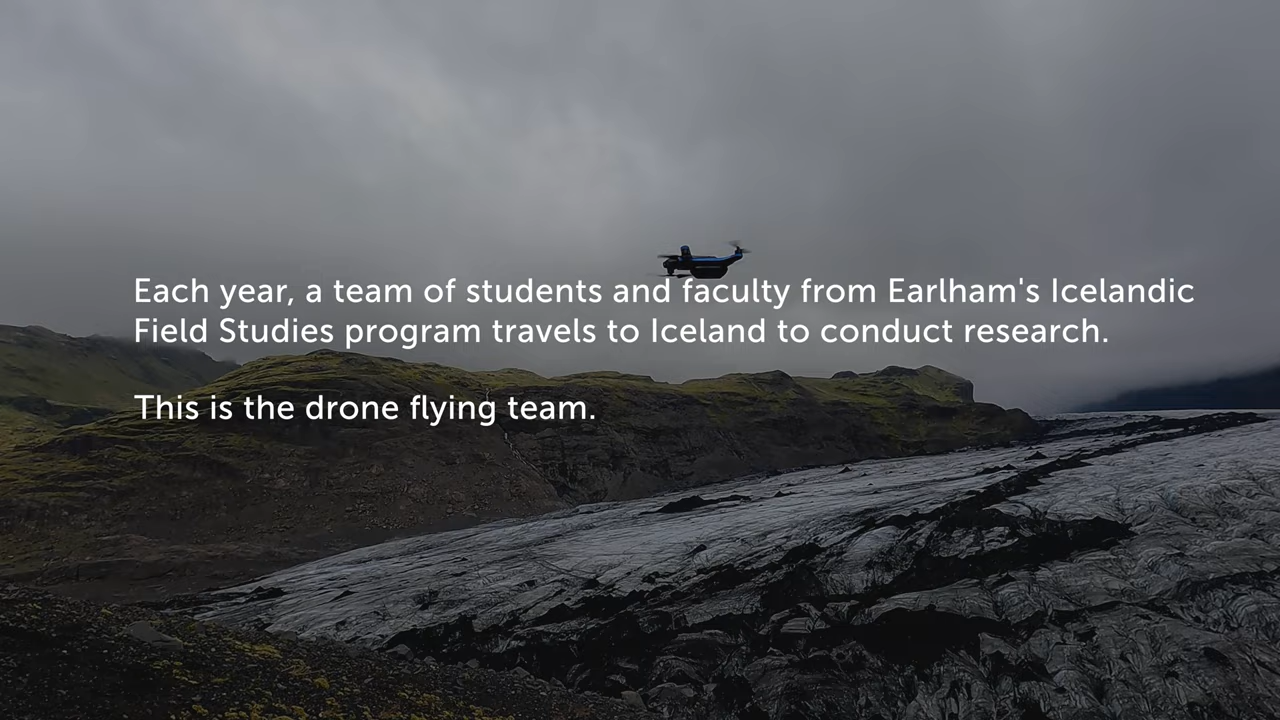 Each year, a team of students and faculty from Earlham's Icelandic
Field Studies program travels to Iceland to conduct research.
This is the drone flying team.